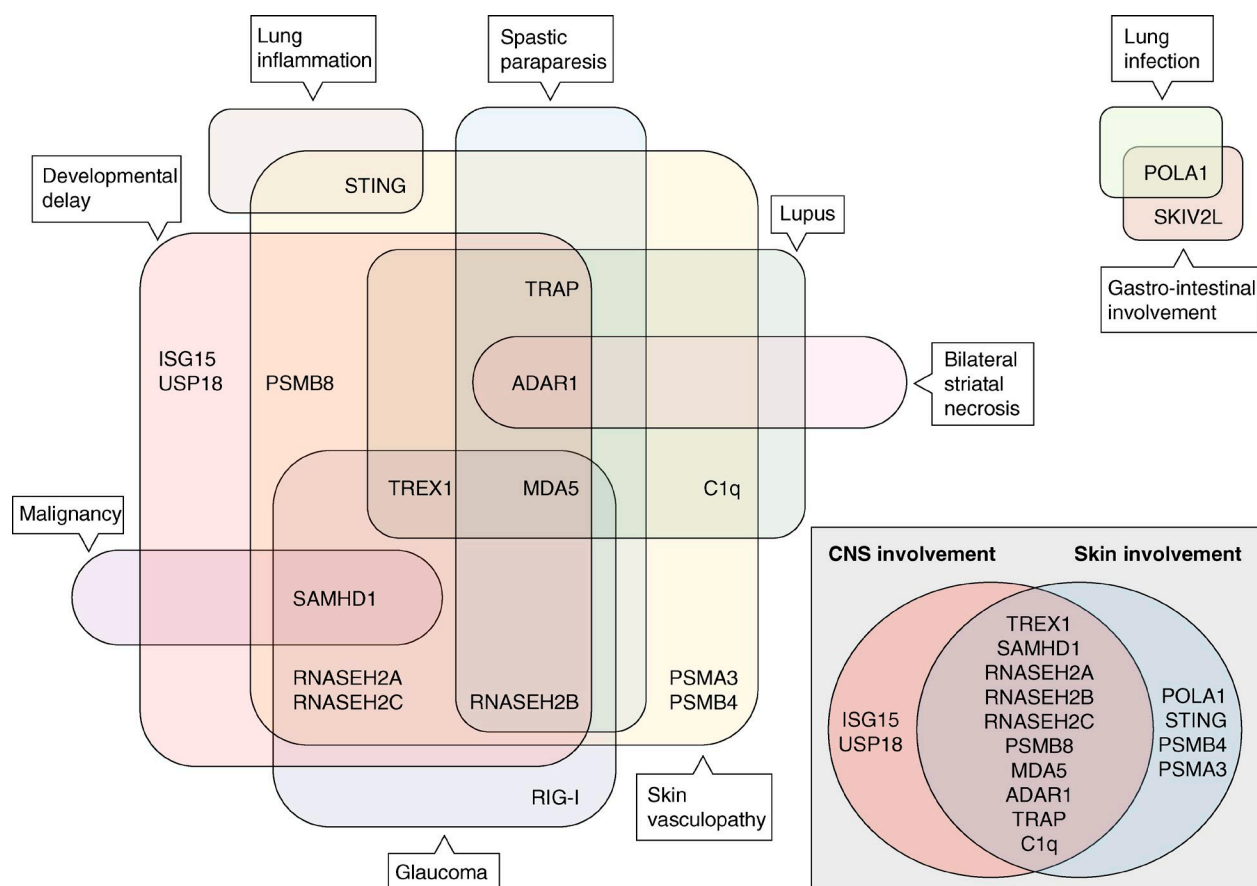 Lung
inflammation
Spastic
paraparesis
Lung
infection
Developmental
delay
STING
POLA1
SKIV2L
Lupus
Gastro-intestinal
involvement
TRAP
ISG15
USP18
PSMB8
ADAR1
Bilateral
striatal
necrosis
TREX1
MDA5
C1q
Malignancy
SAMHD1
RNASEH2A
RNASEH2C
RNASEH2B
PSMA3
PSMB4
RIG-I
Skin
vasculopathy
Glaucoma
CNS involvement
Skin involvement
ISG15
USP18
TREX1
SAMHD1
RNASEH2A
RNASEH2B
RNASEH2C
PSMB8
MDA5
ADAR1
TRAP
C1q
POLA1
STING
PSMB4
PSMA3